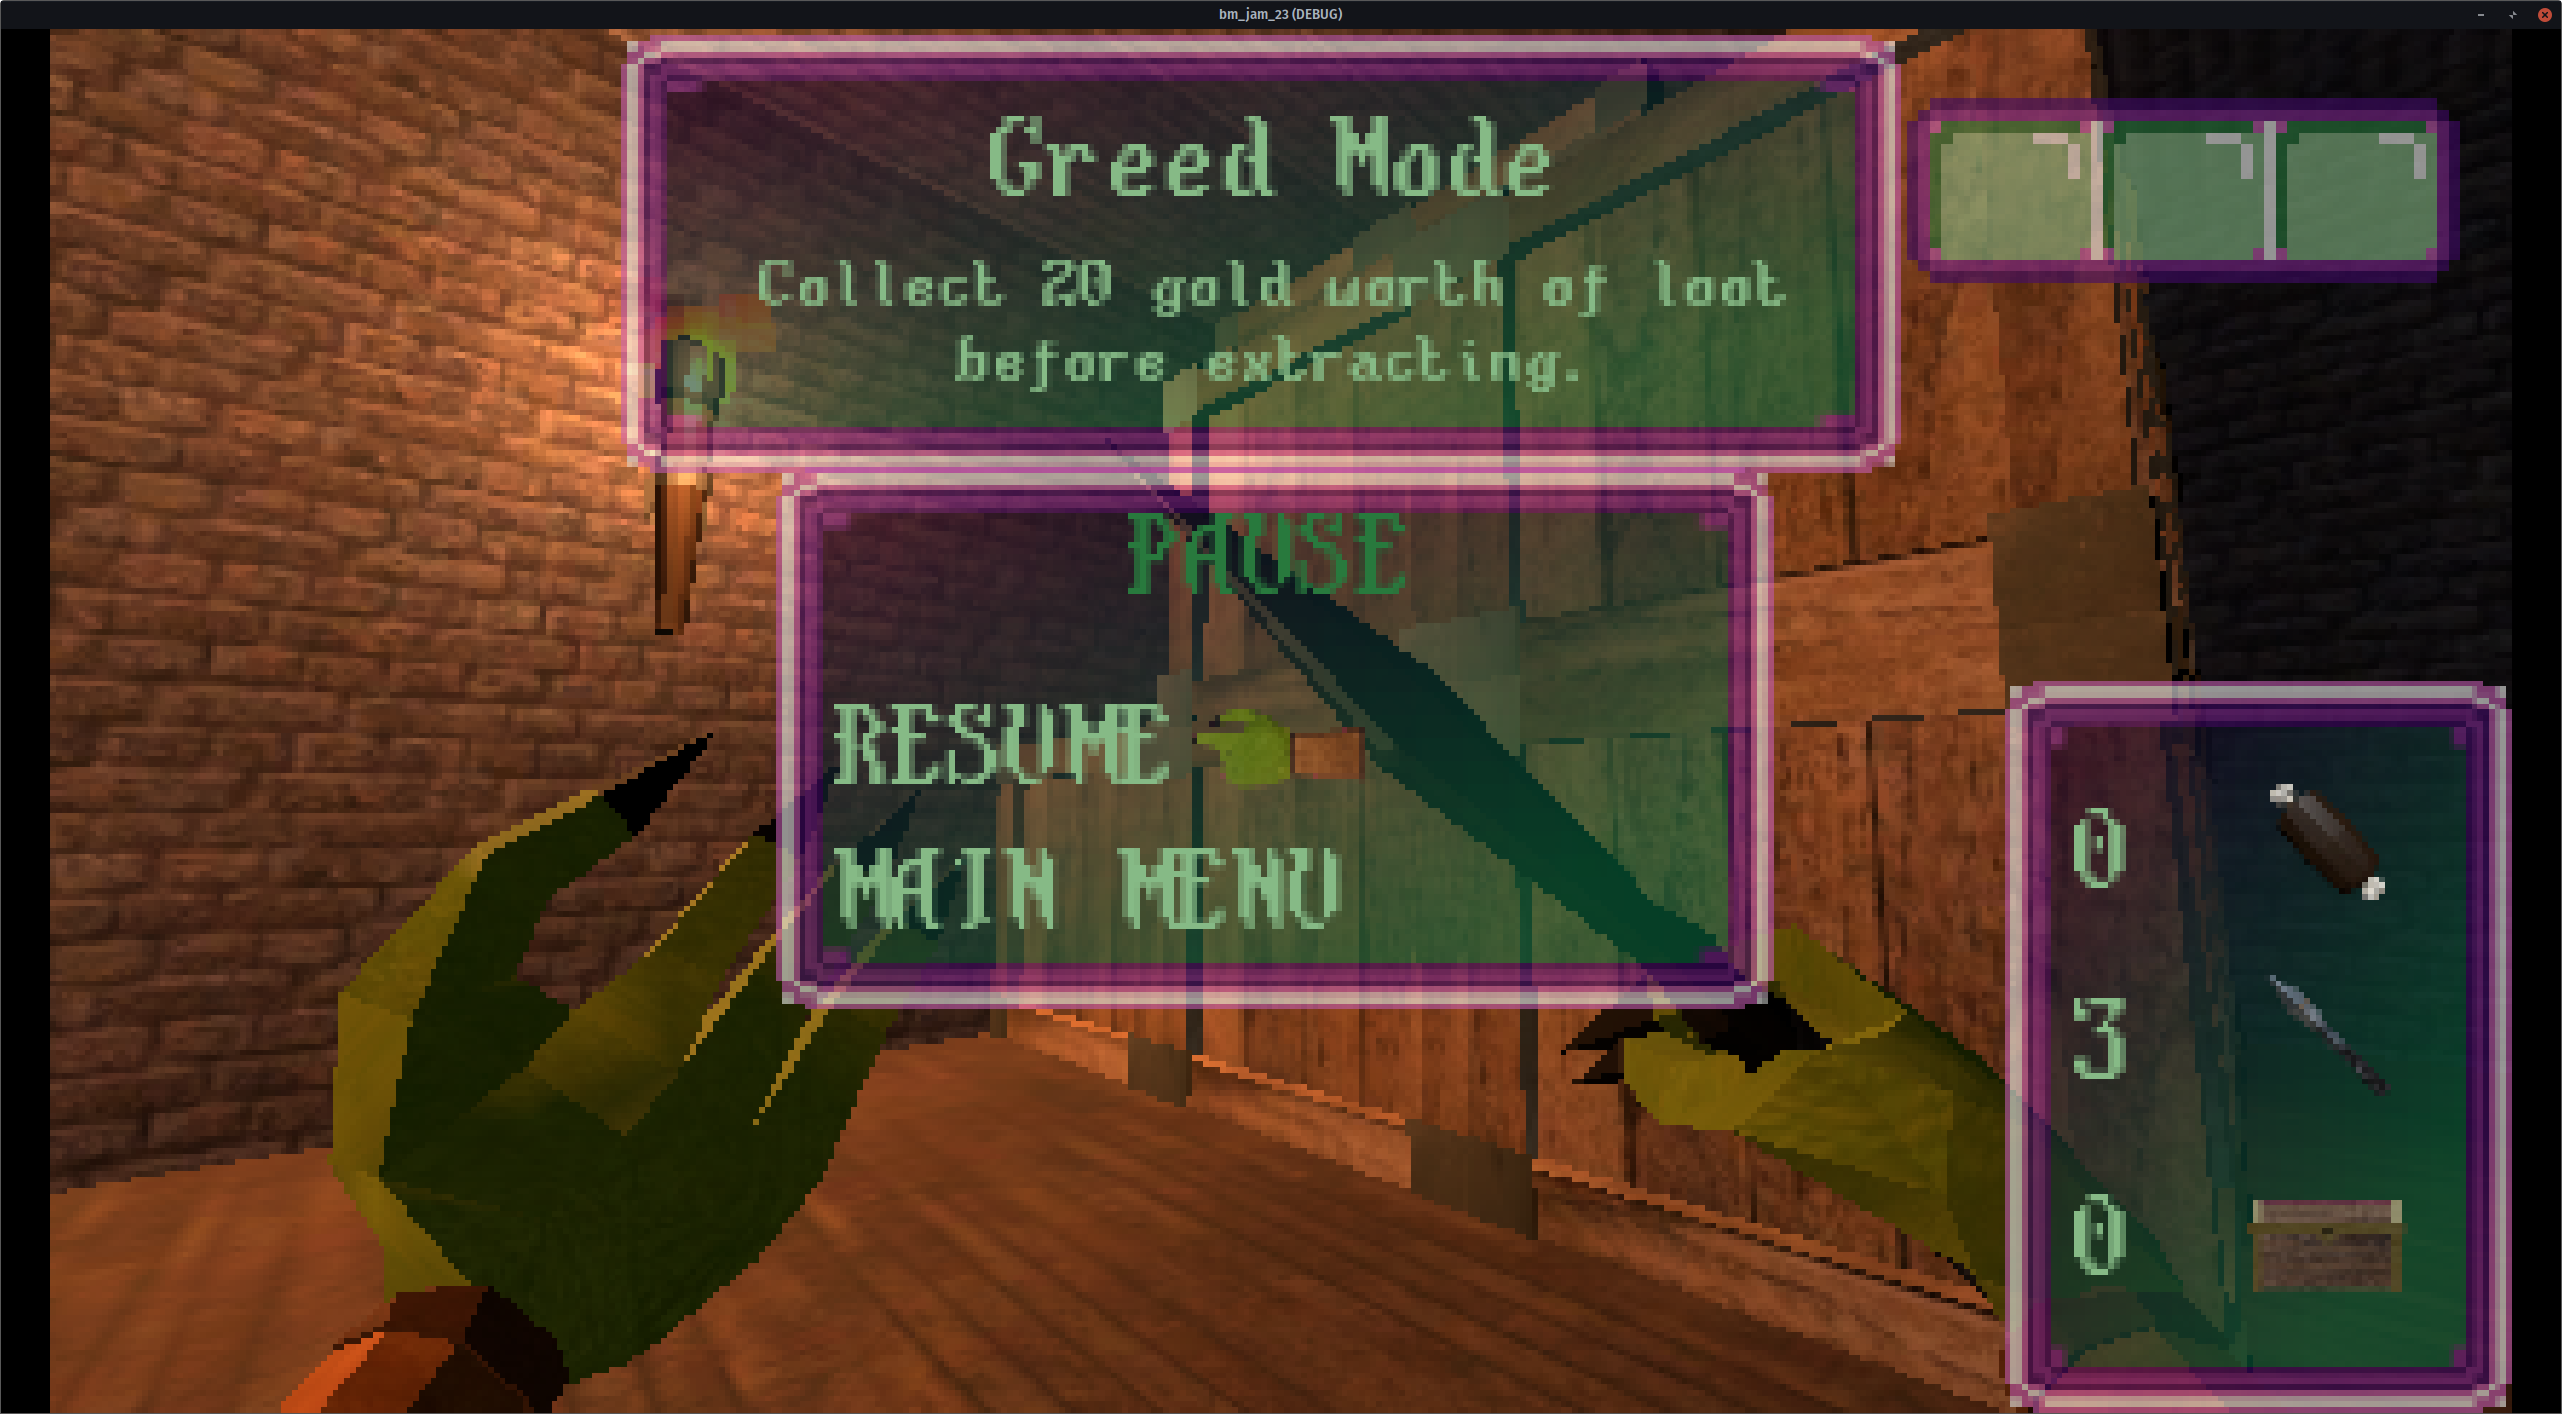 bm_jam_23 (DEBUG)
Greed Mode
Collect 20 gold worth of loot
before extracting.
PAUSE
RESUME
MAIN MENU
0
3
0